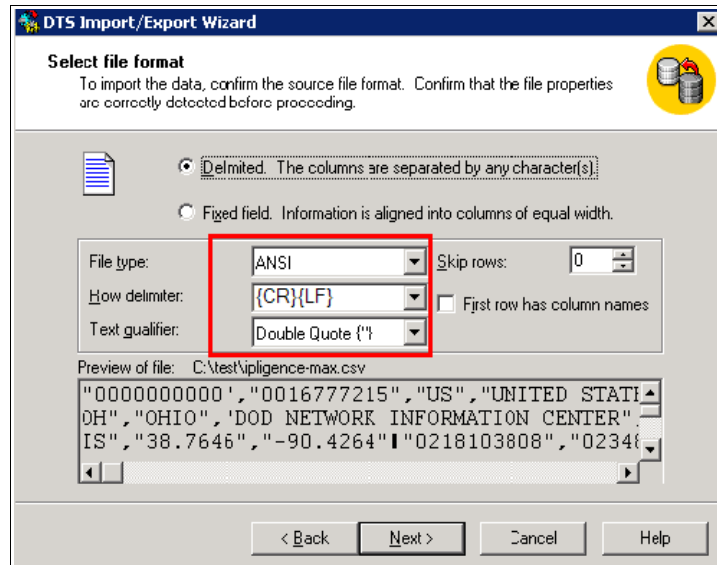 DTS Import/Export Wizard
Select file format
To import the data, confirm the source file format. Confirm that the file properties
are correctly detected before proceeding.
Delimited. The columns are separated by any character(s).
Fixed field. Information is aligned into columns of equal width.
File type: ANSI Skip rows: 0
How delimiter: {CR}{LF} First row has column names
Text qualifier: Double Quote {"}
Preview of file: C:\test\ipligence-max.csv
"0000000000',"0016777215","US","UNITED STATE
OH","OHIO",'DOD NETWORK INFORMATION CENTER"
IS","38.7646","-90.4264"▌"0218103808","02348
< Back Next > Cancel Help